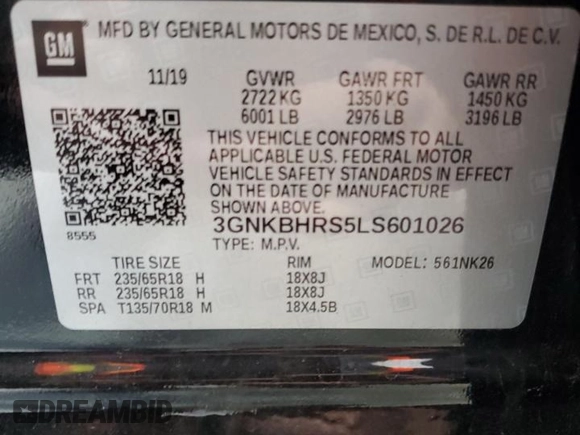 GM
MFD BY GENERAL MOTORS DE MEXICO, S. DE R.L. DE C.V.
11/19 GVWR GAWR FRT GAWR RR
2722 KG 1350 KG 1450 KG
6001 LB 2976 LB 3196 LB
THIS VEHICLE CONFORMS TO ALL
APPLICABLE U.S. FEDERAL MOTOR
VEHICLE SAFETY STANDARDS IN EFFECT
ON THE DATE OF MANUFACTURE
SHOWN ABOVE.
8555 3GNKBHRS5LS601026
TYPE: M.P.V.
TIRE SIZE RIM MODEL: 561NK26
FRT 235/65R18 H 18X8J
RR 235/65R18 H 18X8J
SPA T135/70R18 M 18X4.5B
DREAMBID